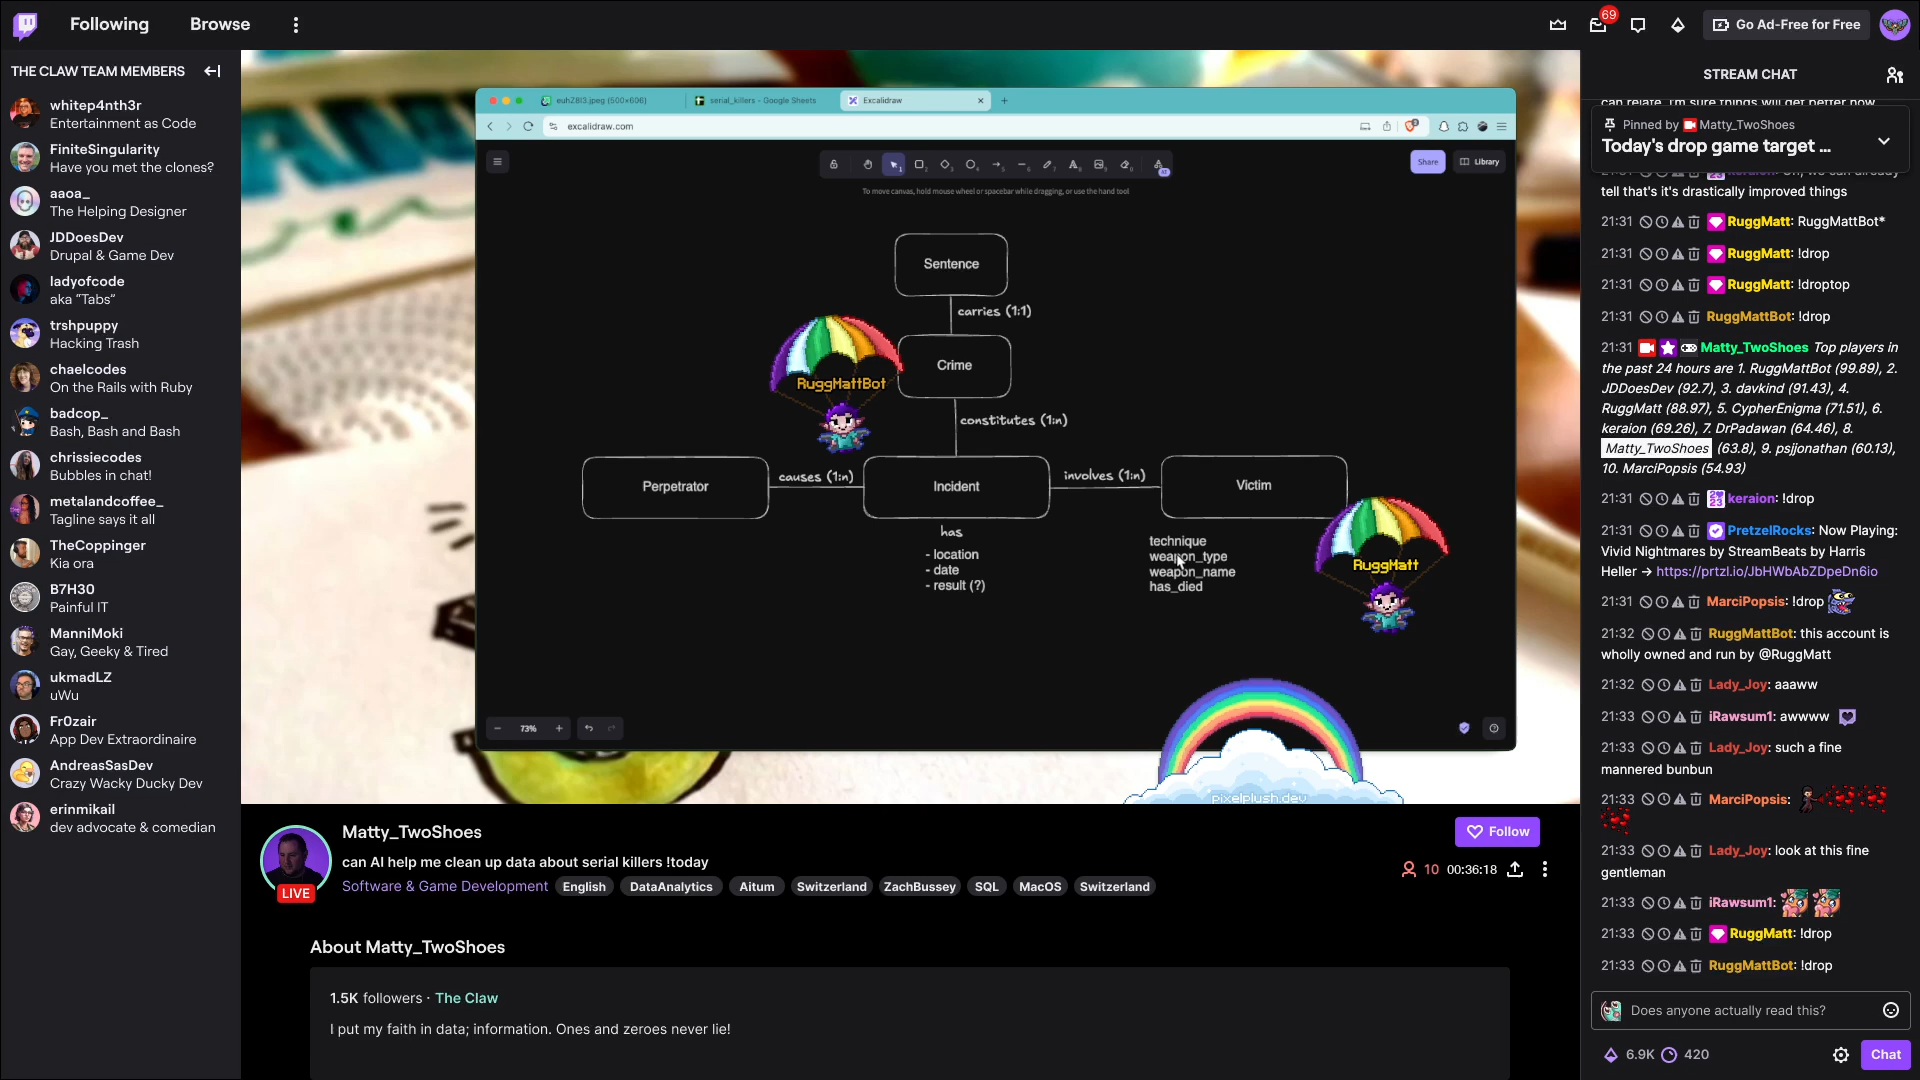 Following
Browse
69
Go Ad-Free for Free
THE CLAW TEAM MEMBERS
whitep4nth3r
Entertainment as Code
FiniteSingularity
Have you met the clones?
aaoa_
The Helping Designer
JDDoesDev
Drupal & Game Dev
ladyofcode
aka “Tabs”
trshpuppy
Hacking Trash
chaelcodes
On the Rails with Ruby
badcop_
Bash, Bash and Bash
chrissiecodes
Bubbles in chat!
metalandcoffee_
Tagline says it all
TheCoppinger
Kia ora
B7H30
Painful IT
ManniMoki
Gay, Geeky & Tired
ukmadLZ
uWu
Fr0zair
App Dev Extraordinaire
AndreasSasDev
Crazy Wacky Ducky Dev
erinmikail
dev advocate & comedian
euhZ8I3.jpeg (500×606)
serial_killers - Google Sheets
Excalidraw
excalidraw.com
Share
Library
To move canvas, hold mouse wheel or spacebar while dragging, or use the hand tool
Sentence
carries (1:1)
Crime
RuggMattBot
constitutes (1:n)
Perpetrator
causes (1:n)
Incident
involves (1:n)
Victim
has
- location
- date
- result (?)
technique
weapon_type
weapon_name
has_died
RuggMatt
73%
pixelplush.dev
LIVE
Matty_TwoShoes
can AI help me clean up data about serial killers !today
Software & Game Development
English
DataAnalytics
Aitum
Switzerland
ZachBussey
SQL
MacOS
Switzerland
Follow
10
00:36:18
About Matty_TwoShoes
1.5K followers · The Claw
I put my faith in data; information. Ones and zeroes never lie!
STREAM CHAT
can relate. I'm sure things will get better now
Pinned by Matty_TwoShoes
Today's drop game target ...
tell that's it's drastically improved things
21:31 RuggMatt: RuggMattBot*
21:31 RuggMatt: !drop
21:31 RuggMatt: !droptop
21:31 RuggMattBot: !drop
21:31 Matty_TwoShoes Top players in
the past 24 hours are 1. RuggMattBot (99.89), 2.
JDDoesDev (92.7), 3. davkind (91.43), 4.
RuggMatt (88.97), 5. CypherEnigma (71.51), 6.
keraion (69.26), 7. DrPadawan (64.46), 8.
Matty_TwoShoes (63.8), 9. psjjonathan (60.13),
10. MarciPopsis (54.93)
21:31 keraion: !drop
21:31 PretzelRocks: Now Playing:
Vivid Nightmares by StreamBeats by Harris
Heller -> https://prtzl.io/JbHWbAbZDpeDn6io
21:31 MarciPopsis: !drop
21:32 RuggMattBot: this account is
wholly owned and run by @RuggMatt
21:32 Lady_Joy: aaaww
21:33 iRawsum1: awwww
21:33 Lady_Joy: such a fine
mannered bunbun
21:33 MarciPopsis:
21:33 Lady_Joy: look at this fine
gentleman
21:33 iRawsum1:
21:33 RuggMatt: !drop
21:33 RuggMattBot: !drop
Does anyone actually read this?
6.9K
420
Chat